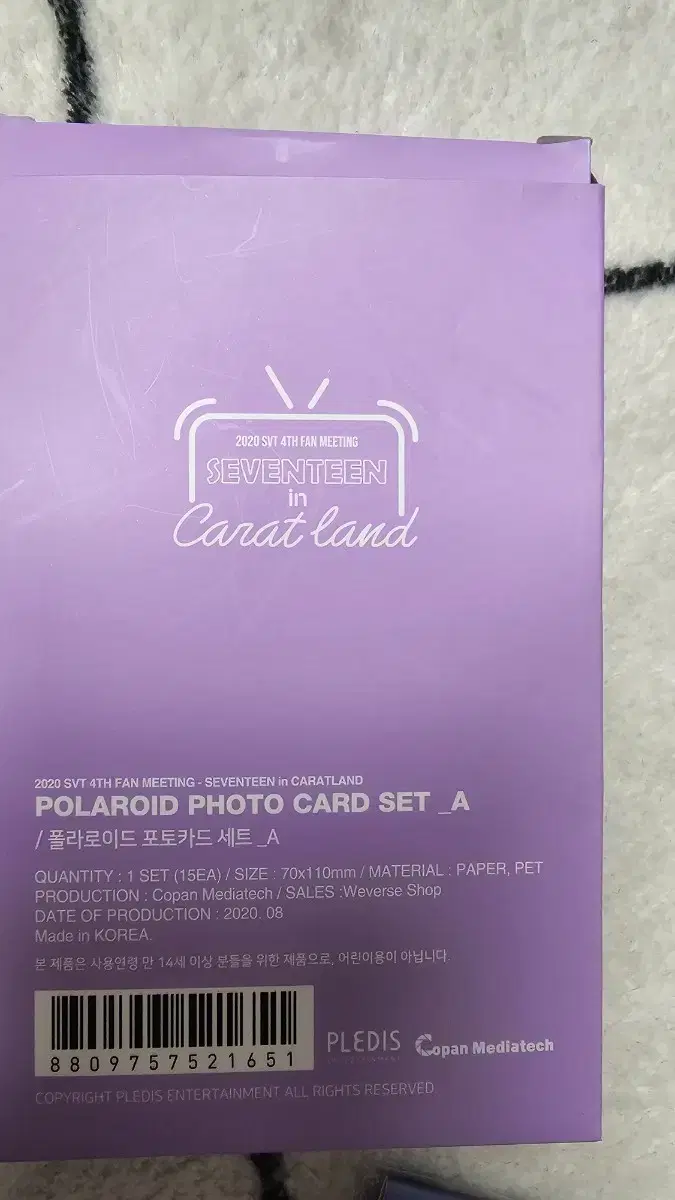 2020 SVT 4TH FAN MEETING
SEVENTEEN
in
Carat land
2020 SVT 4TH FAN MEETING - SEVENTEEN in CARATLAND
POLAROID PHOTO CARD SET _A
/ 폴라로이드 포토카드 세트 _A
QUANTITY : 1 SET (15EA) / SIZE : 70x110mm / MATERIAL : PAPER, PET
PRODUCTION : Copan Mediatech / SALES :Weverse Shop
DATE OF PRODUCTION : 2020. 08
Made in KOREA.
본 제품은 사용연령 만 14세 이상 분들을 위한 제품으로, 어린이용이 아닙니다.
8809757521651
PLEDIS
ENTERTAINMENT
Copan Mediatech
COPYRIGHT PLEDIS ENTERTAINMENT ALL RIGHTS RESERVED.